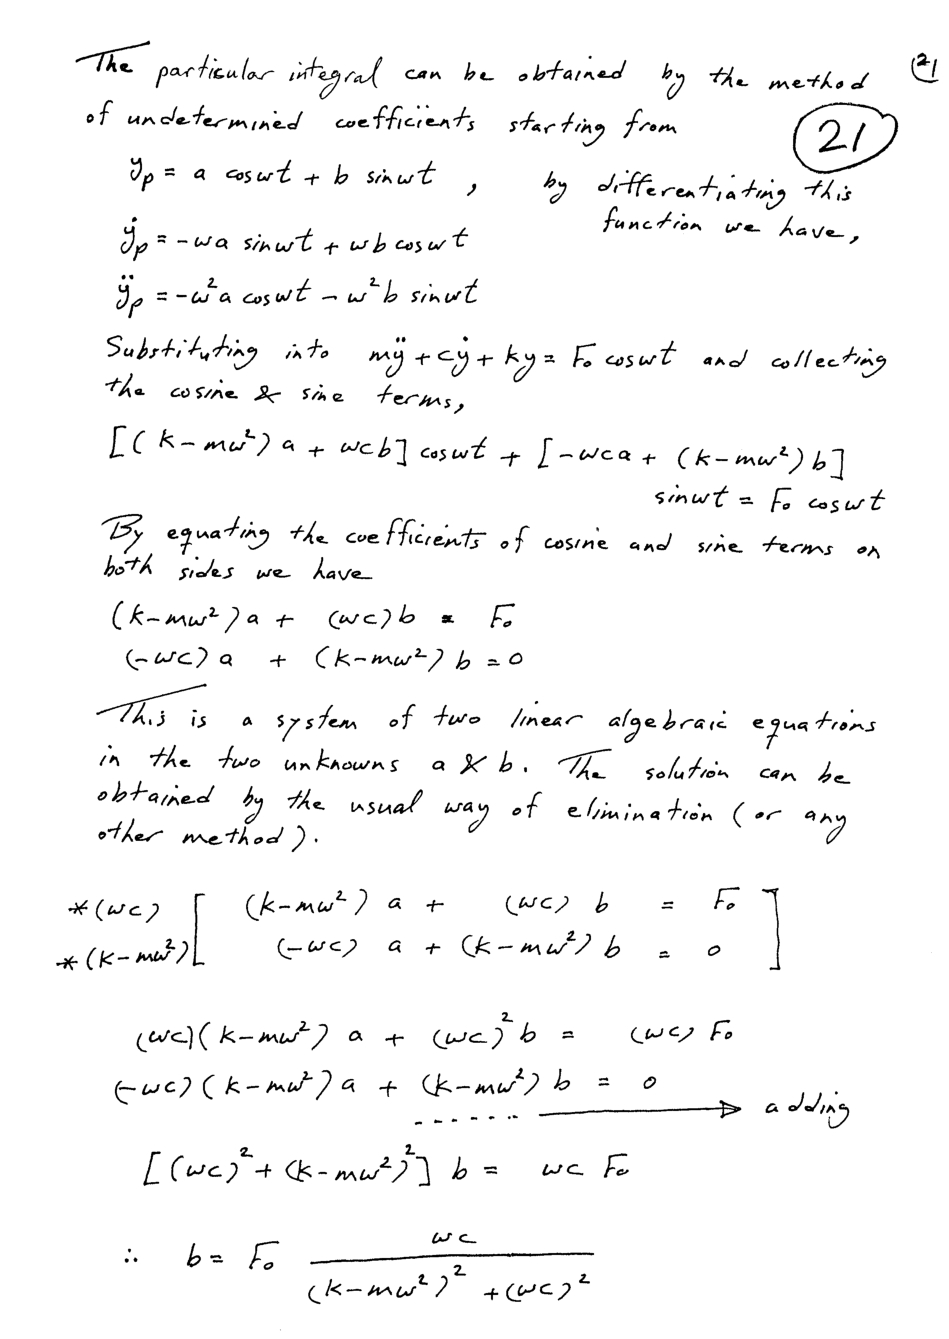 The particular integral can be obtained by the method (21
of undetermined coefficients starting from 21
y_p = a cosωt + b sinωt , by differentiating this
function we have,
ẏ_p = -ωa sinωt + ωb cosωt
ÿ_p = -ω²a cosωt - ω²b sinωt
Substituting into mÿ + cẏ + ky = F₀ cosωt and collecting
the cosine & sine terms,
[(k-mω²)a + ωcb] cosωt + [-ωca + (k-mω²)b]
sinωt = F₀ cosωt
By equating the coefficients of cosine and sine terms on
both sides we have
(k-mω²)a + (ωc)b = F₀
(-ωc)a + (k-mω²)b = 0
This is a system of two linear algebraic equations
in the two unknowns a & b. The solution can be
obtained by the usual way of elimination (or any
other method).
*(ωc) [ (k-mω²) a + (ωc) b = F₀ ]
*(k-mω²) [ (-ωc) a + (k-mω²) b = 0 ]
(ωc)(k-mω²) a + (ωc)² b = (ωc) F₀
(-ωc)(k-mω²) a + (k-mω²) b = 0
adding
[(ωc)² + (k-mω²)²] b = ωc F₀
∴ b = F₀ ωc / (k-mω²)² + (ωc)²